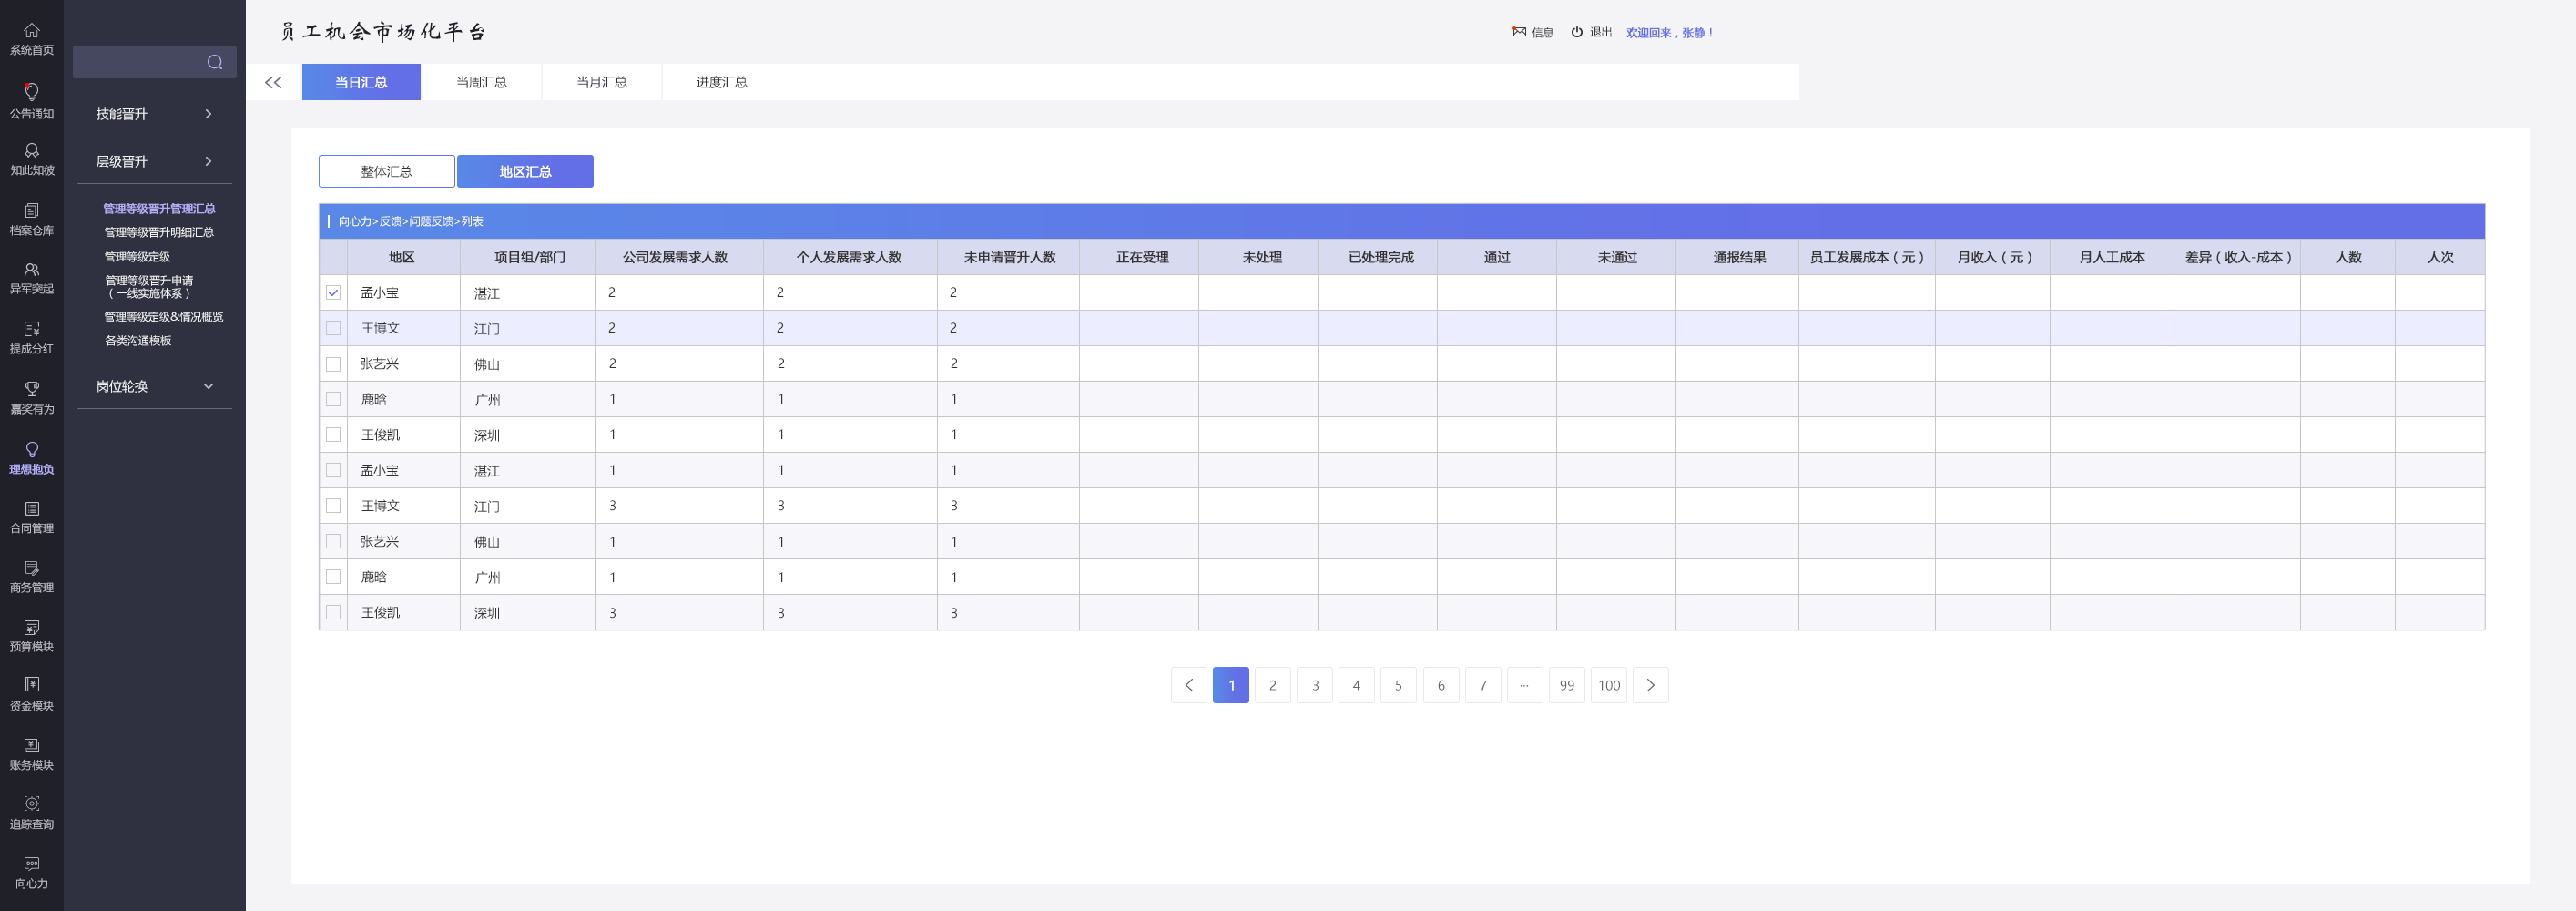 员工机会市场化平台
信息 退出 欢迎回来，张静！
当日汇总 当周汇总 当月汇总 进度汇总
系统首页
公告通知
知此知彼
档案仓库
异军突起
提成分红
嘉奖有为
理想抱负
合同管理
商务管理
预算模块
资金模块
账务模块
追踪查询
向心力
技能晋升
层级晋升
管理等级晋升管理汇总
管理等级晋升明细汇总
管理等级定级
管理等级晋升申请
（一线实施体系）
管理等级定级&情况概览
各类沟通模板
岗位轮换
整体汇总 地区汇总
向心力>反馈>问题反馈>列表
地区 项目组/部门 公司发展需求人数 个人发展需求人数 未申请晋升人数 正在受理 未处理 已处理完成 通过 未通过 通报结果 员工发展成本（元） 月收入（元） 月人工成本 差异（收入-成本） 人数 人次
孟小宝 湛江 2 2 2
王博文 江门 2 2 2
张艺兴 佛山 2 2 2
鹿晗 广州 1 1 1
王俊凯 深圳 1 1 1
孟小宝 湛江 1 1 1
王博文 江门 3 3 3
张艺兴 佛山 1 1 1
鹿晗 广州 1 1 1
王俊凯 深圳 3 3 3
1 2 3 4 5 6 7 ... 99 100